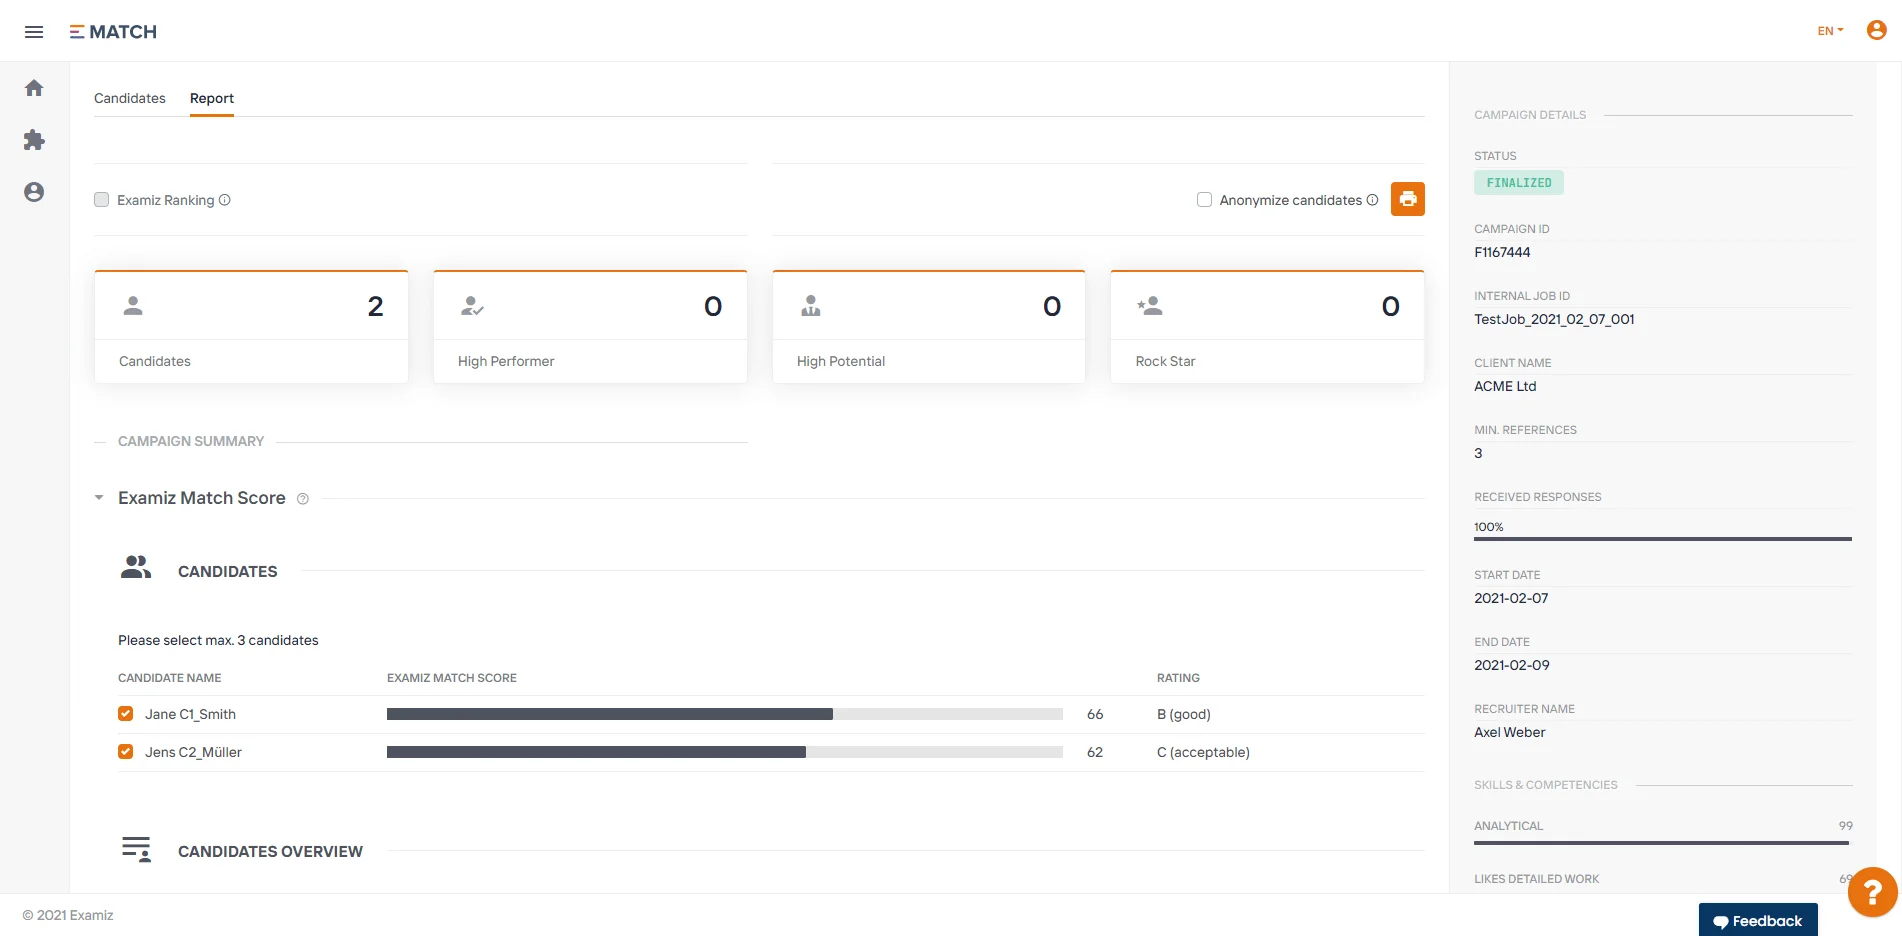 MATCH
EN
Candidates
Report
Examiz Ranking
Anonymize candidates
2
Candidates
0
High Performer
0
High Potential
0
Rock Star
CAMPAIGN SUMMARY
Examiz Match Score
CANDIDATES
Please select max. 3 candidates
CANDIDATE NAME EXAMIZ MATCH SCORE RATING
Jane C1_Smith 66 B (good)
Jens C2_Müller 62 C (acceptable)
CANDIDATES OVERVIEW
CAMPAIGN DETAILS
STATUS
FINALIZED
CAMPAIGN ID
F1167444
INTERNAL JOB ID
TestJob_2021_02_07_001
CLIENT NAME
ACME Ltd
MIN. REFERENCES
3
RECEIVED RESPONSES
100%
START DATE
2021-02-07
END DATE
2021-02-09
RECRUITER NAME
Axel Weber
SKILLS & COMPETENCIES
ANALYTICAL 99
LIKES DETAILED WORK 69
?
© 2021 Examiz
Feedback